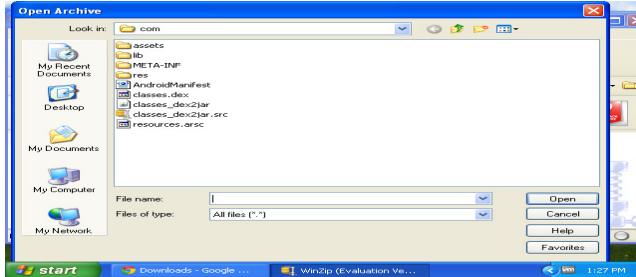 Open Archive
Look in: com
My Recent Documents
Desktop
My Documents
My Computer
My Network
assets
lib
META-INF
res
AndroidManifest
classes.dex
classes_dex2jar
classes_dex2jar.src
resources.arsc
File name:
Open
Files of type: All files (*.*)
Cancel
Help
Favorites
start
Downloads - Google ...
WinZip (Evaluation Ve...
1:27 PM